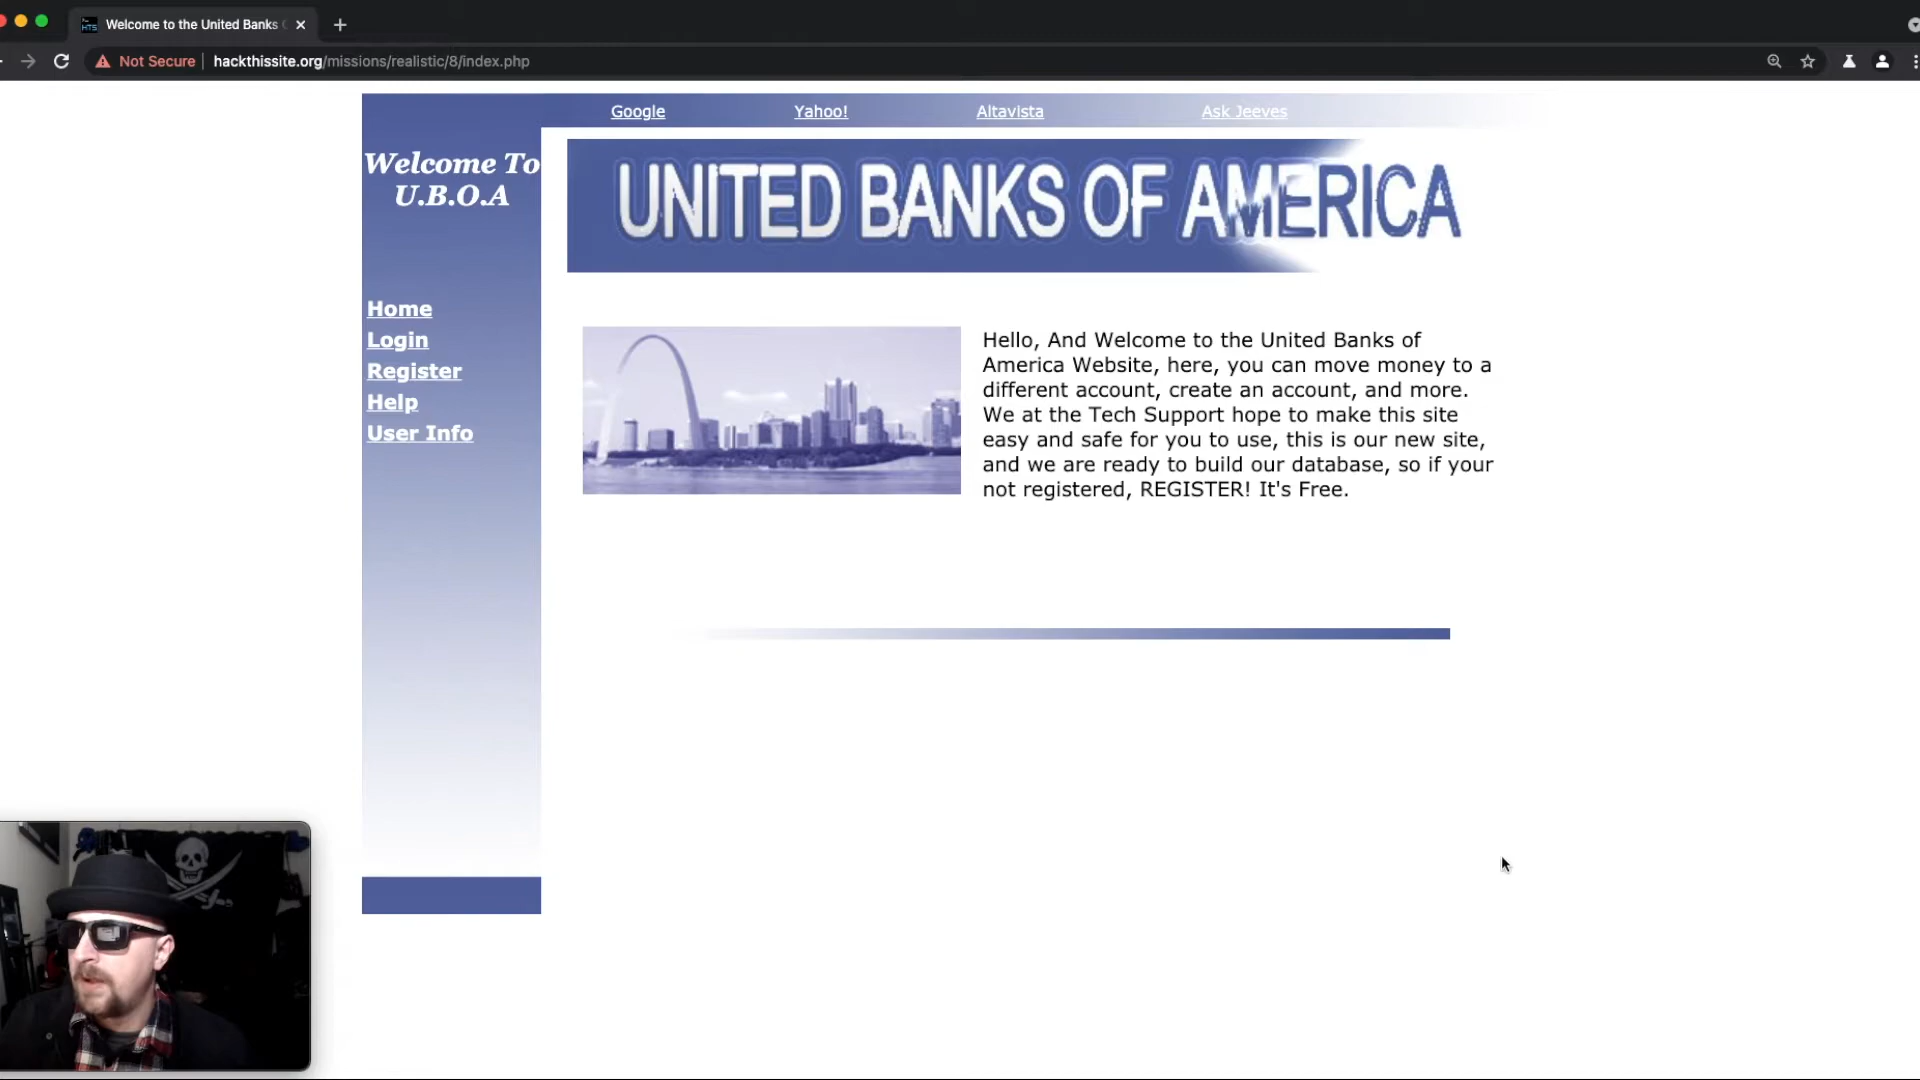 Welcome to the United Banks
Not Secure
hackthissite.org/missions/realistic/8/index.php
Google
Yahoo!
Altavista
Ask Jeeves
Welcome To
U.B.O.A
UNITED BANKS OF AMERICA
Home
Login
Register
Help
User Info
Hello, And Welcome to the United Banks of
America Website, here, you can move money to a
different account, create an account, and more.
We at the Tech Support hope to make this site
easy and safe for you to use, this is our new site,
and we are ready to build our database, so if your
not registered, REGISTER! It's Free.